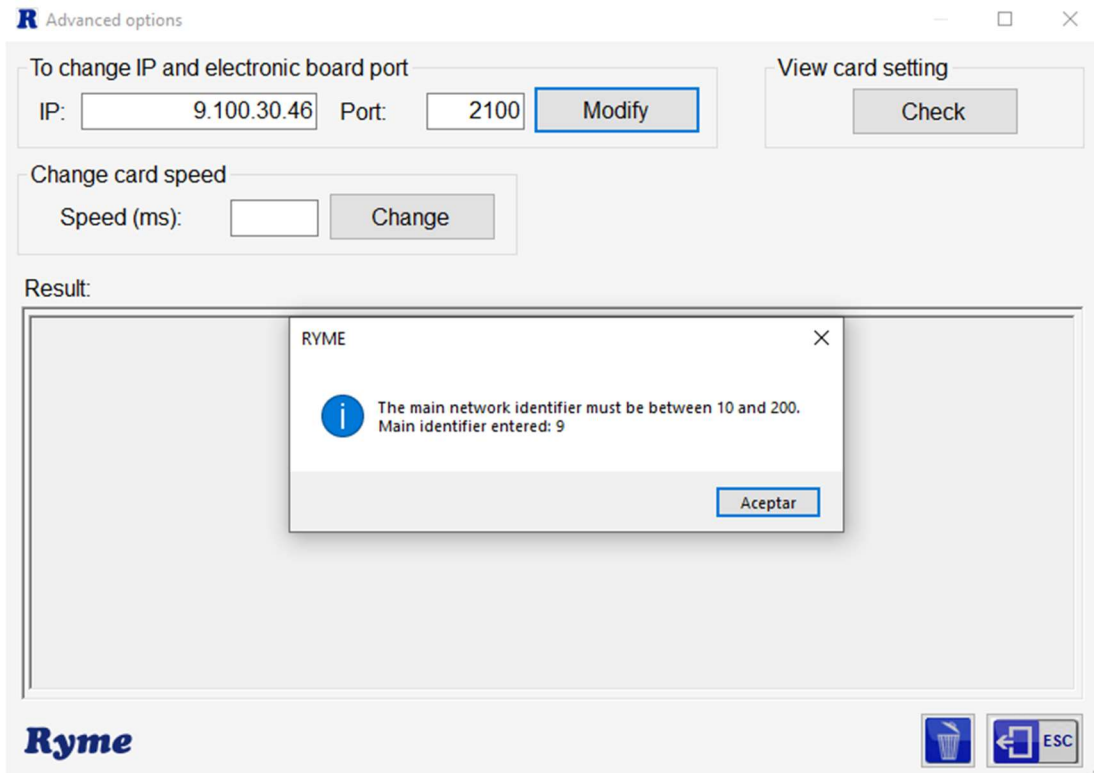 R Advanced options
To change IP and electronic board port
IP: 9.100.30.46 Port: 2100 Modify
View card setting
Check
Change card speed
Speed (ms): Change
Result:
RYME
The main network identifier must be between 10 and 200.
Main identifier entered: 9
Aceptar
Ryme
ESC